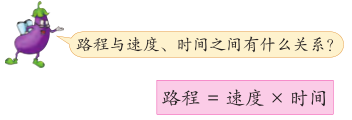 路程与速度、时间之间有什么关系?
路程 = 速度 × 时间